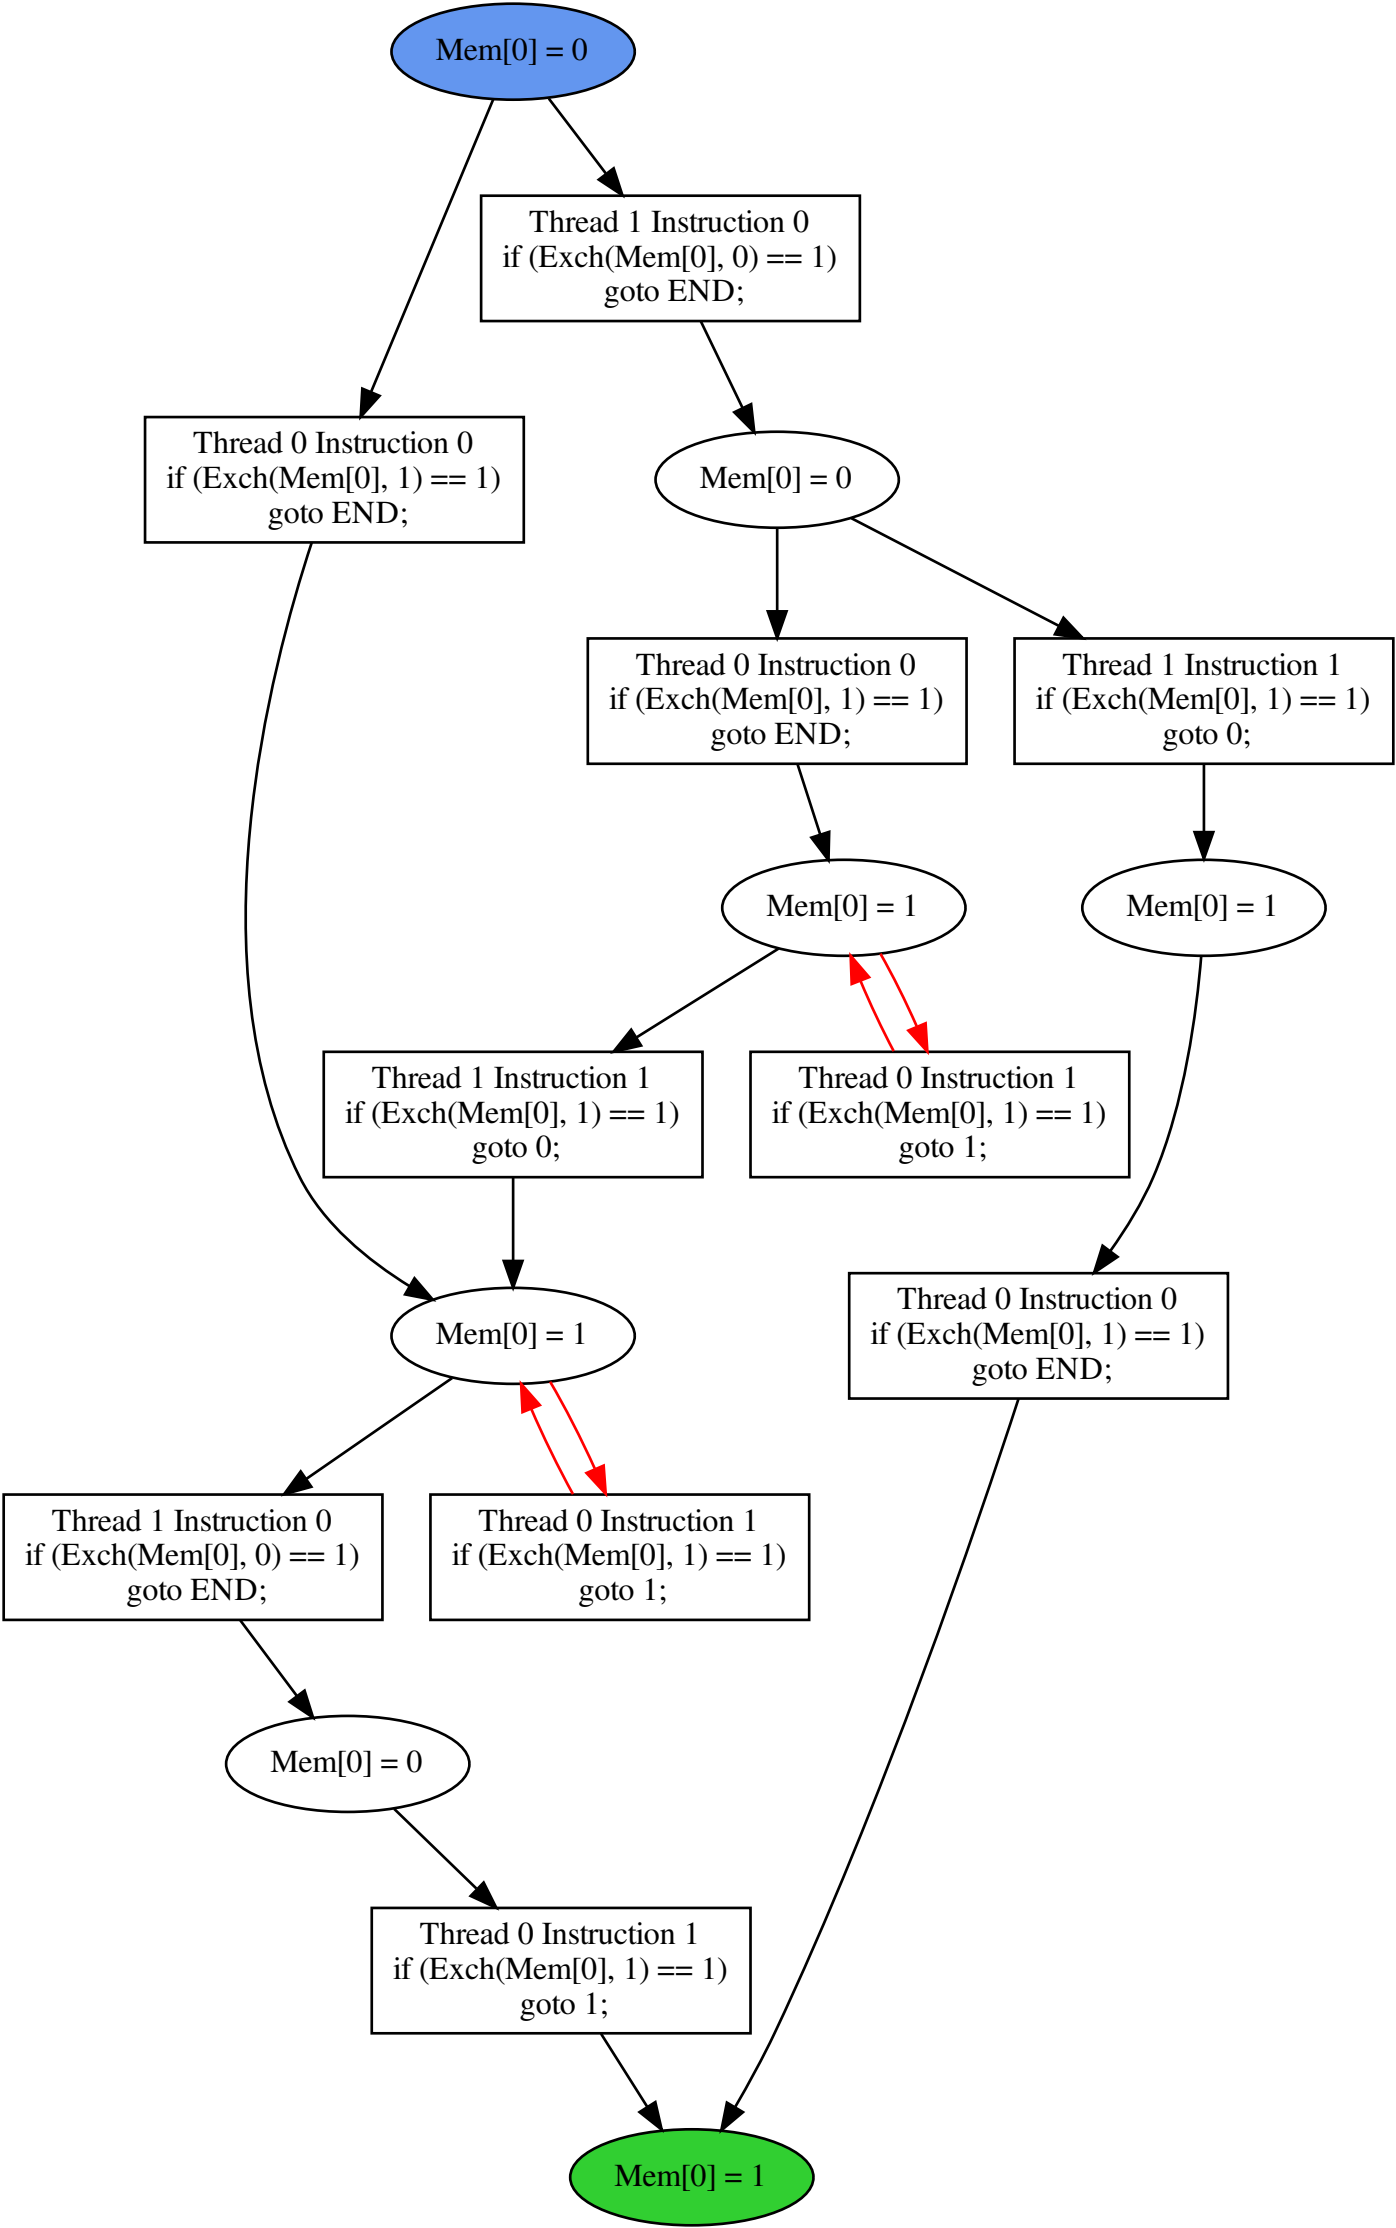 Mem[0] = 0
Thread 1 Instruction 0
if (Exch(Mem[0], 0) == 1)
goto END;
Thread 0 Instruction 0
if (Exch(Mem[0], 1) == 1)
goto END;
Mem[0] = 0
Thread 0 Instruction 0
if (Exch(Mem[0], 1) == 1)
goto END;
Thread 1 Instruction 1
if (Exch(Mem[0], 1) == 1)
goto 0;
Mem[0] = 1
Mem[0] = 1
Thread 1 Instruction 1
if (Exch(Mem[0], 1) == 1)
goto 0;
Thread 0 Instruction 1
if (Exch(Mem[0], 1) == 1)
goto 1;
Mem[0] = 1
Thread 0 Instruction 0
if (Exch(Mem[0], 1) == 1)
goto END;
Thread 1 Instruction 0
if (Exch(Mem[0], 0) == 1)
goto END;
Thread 0 Instruction 1
if (Exch(Mem[0], 1) == 1)
goto 1;
Mem[0] = 0
Thread 0 Instruction 1
if (Exch(Mem[0], 1) == 1)
goto 1;
Mem[0] = 1